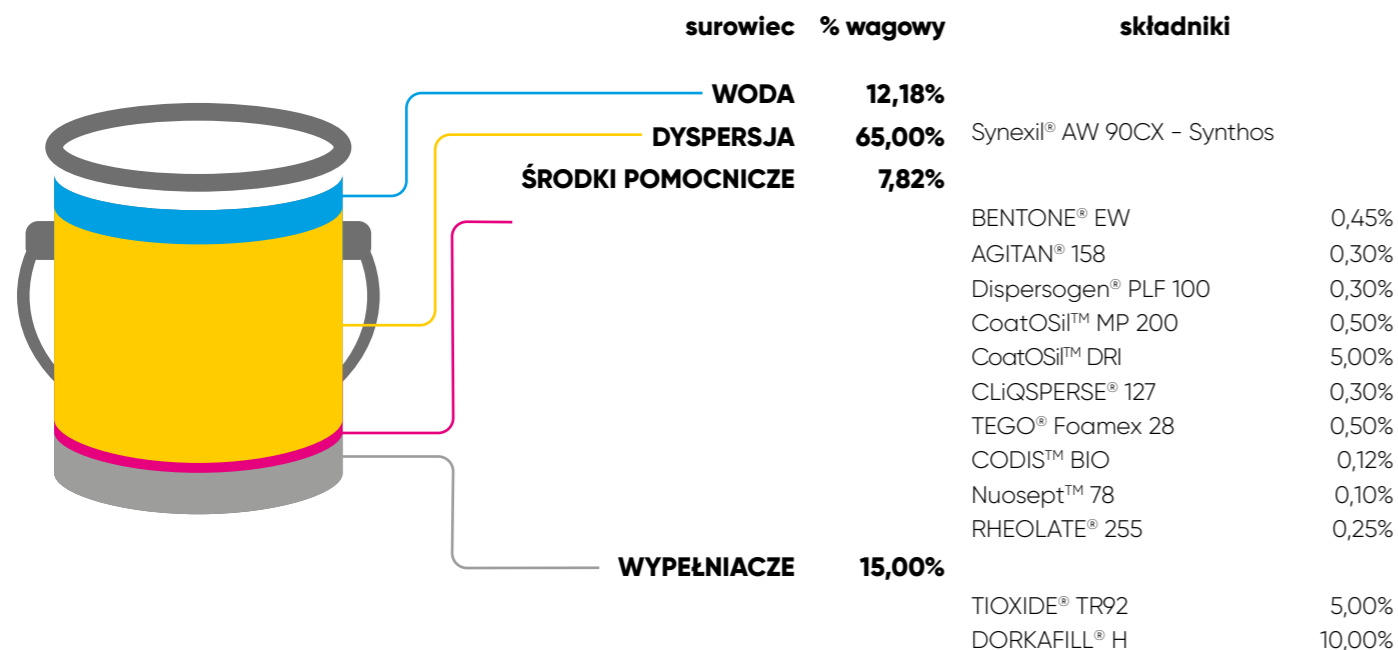 surowiec % wagowy składniki
WODA 12,18%
DYSPERSJA 65,00% Synexil® AW 90CX - Synthos
ŚRODKI POMOCNICZE 7,82%
BENTONE® EW 0,45%
AGITAN® 158 0,30%
Dispersogen® PLF 100 0,30%
CoatOSil™ MP 200 0,50%
CoatOSil™ DRI 5,00%
CLiQSPERSE® 127 0,30%
TEGO® Foamex 28 0,50%
CODIS™ BIO 0,12%
Nuosept™ 78 0,10%
RHEOLATE® 255 0,25%
WYPEŁNIACZE 15,00%
TIOXIDE® TR92 5,00%
DORKAFILL® H 10,00%